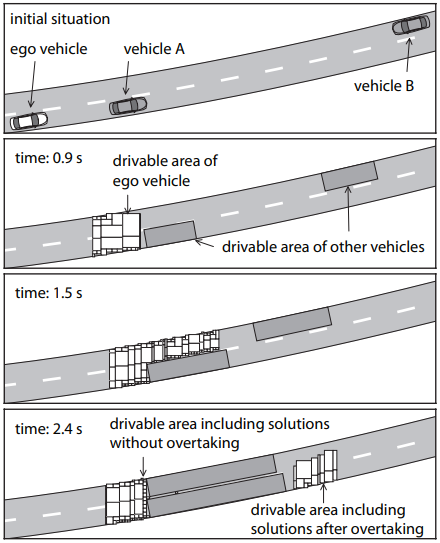 initial situation
ego vehicle
vehicle A
vehicle B
time: 0.9 s
drivable area of
ego vehicle
drivable area of other vehicles
time: 1.5 s
time: 2.4 s
drivable area including solutions
without overtaking
drivable area including
solutions after overtaking